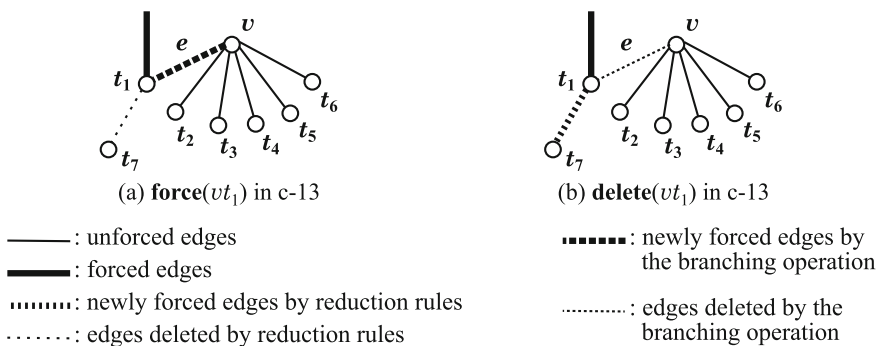 e v
t1
t2 t3 t4 t5 t6
t7
(a) force(vt1) in c-13
e v
t1
t2 t3 t4 t5 t6
t7
(b) delete(vt1) in c-13
: unforced edges
: forced edges
: newly forced edges by reduction rules
: edges deleted by reduction rules
: newly forced edges by
the branching operation
: edges deleted by the
branching operation